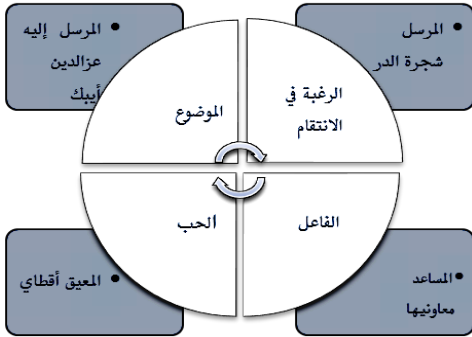 • المرسل
شجرة الدر
• المرسل إليه
عزالدين
أيبك
الرغبة في
الانتقام
الموضوع
الفاعل
الحب
•المساعد
معاونيها
• المعيق أقطاي